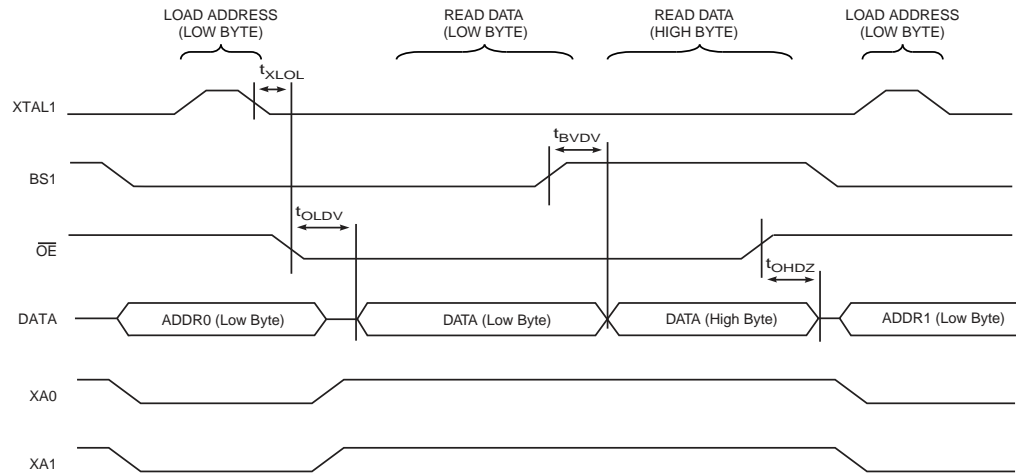 LOAD ADDRESS
(LOW BYTE)
READ DATA
(LOW BYTE)
READ DATA
(HIGH BYTE)
LOAD ADDRESS
(LOW BYTE)
tXLOL
XTAL1
tBVDV
BS1
tOLDV
OE
tOHDZ
DATA
ADDR0 (Low Byte)
DATA (Low Byte)
DATA (High Byte)
ADDR1 (Low Byte)
XA0
XA1